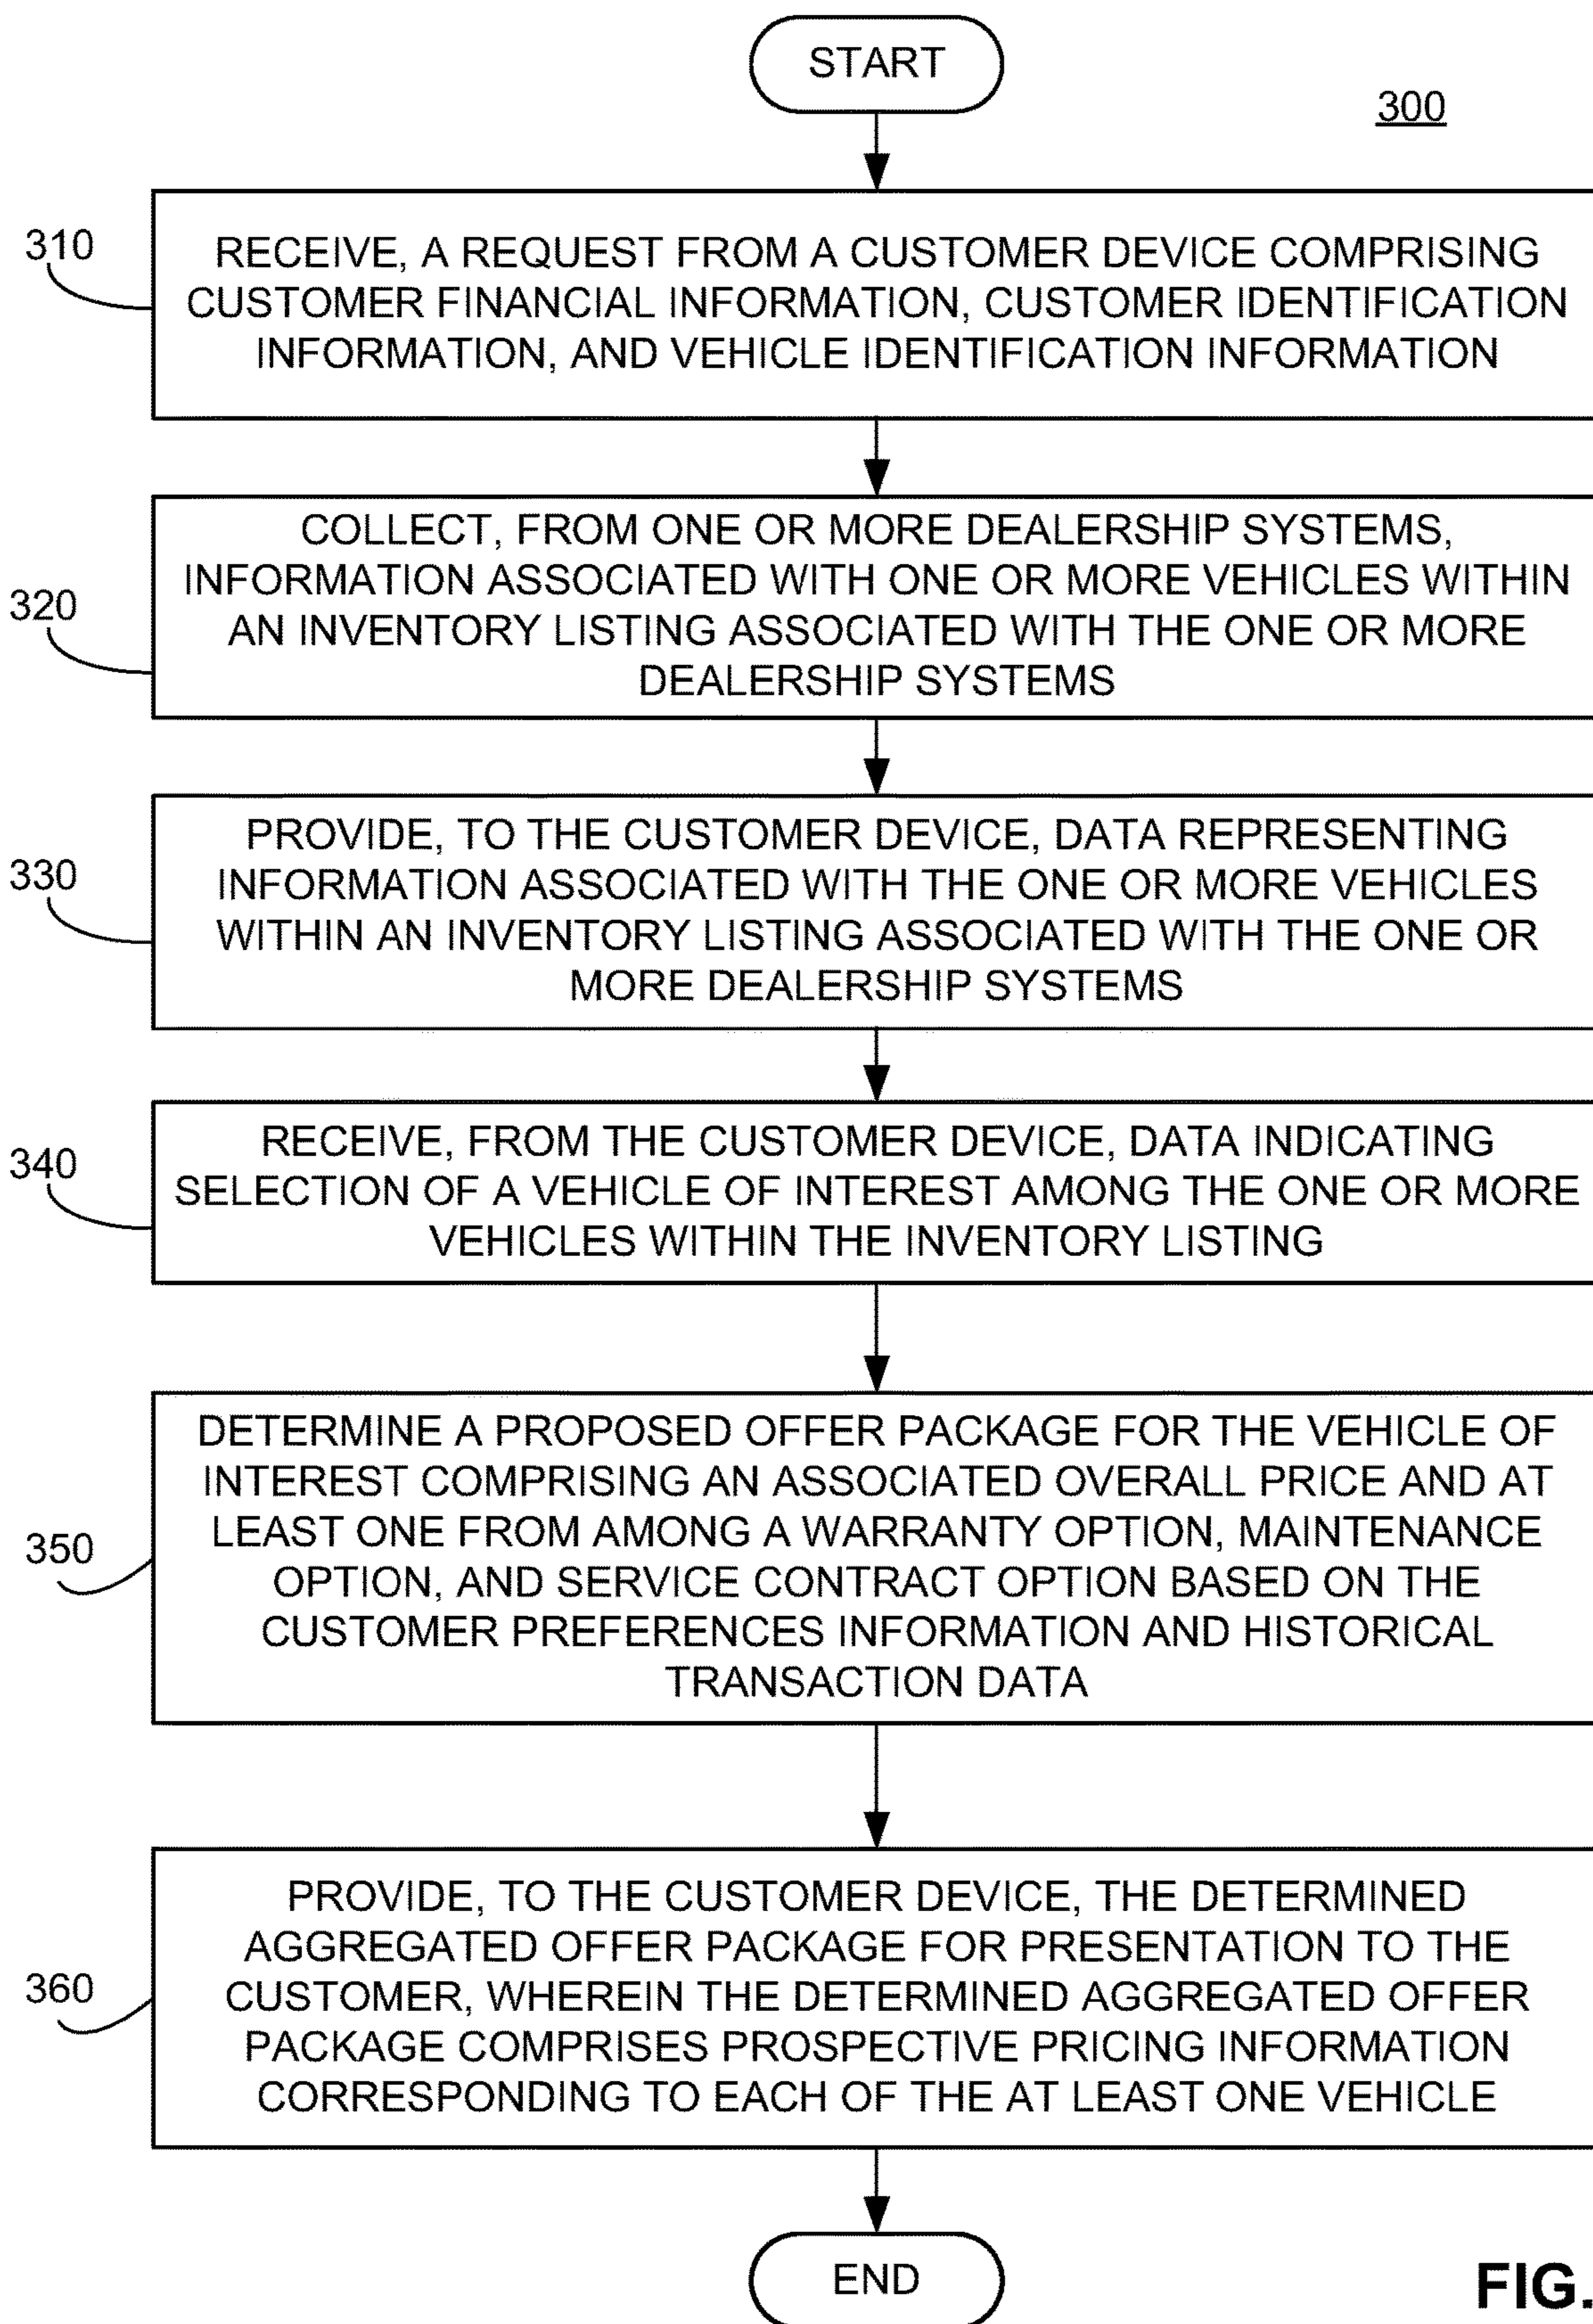 START
300
310
RECEIVE, A REQUEST FROM A CUSTOMER DEVICE COMPRISING
CUSTOMER FINANCIAL INFORMATION, CUSTOMER IDENTIFICATION
INFORMATION, AND VEHICLE IDENTIFICATION INFORMATION
320
COLLECT, FROM ONE OR MORE DEALERSHIP SYSTEMS,
INFORMATION ASSOCIATED WITH ONE OR MORE VEHICLES WITHIN
AN INVENTORY LISTING ASSOCIATED WITH THE ONE OR MORE
DEALERSHIP SYSTEMS
330
PROVIDE, TO THE CUSTOMER DEVICE, DATA REPRESENTING
INFORMATION ASSOCIATED WITH THE ONE OR MORE VEHICLES
WITHIN AN INVENTORY LISTING ASSOCIATED WITH THE ONE OR
MORE DEALERSHIP SYSTEMS
340
RECEIVE, FROM THE CUSTOMER DEVICE, DATA INDICATING
SELECTION OF A VEHICLE OF INTEREST AMONG THE ONE OR MORE
VEHICLES WITHIN THE INVENTORY LISTING
350
DETERMINE A PROPOSED OFFER PACKAGE FOR THE VEHICLE OF
INTEREST COMPRISING AN ASSOCIATED OVERALL PRICE AND AT
LEAST ONE FROM AMONG A WARRANTY OPTION, MAINTENANCE
OPTION, AND SERVICE CONTRACT OPTION BASED ON THE
CUSTOMER PREFERENCES INFORMATION AND HISTORICAL
TRANSACTION DATA
360
PROVIDE, TO THE CUSTOMER DEVICE, THE DETERMINED
AGGREGATED OFFER PACKAGE FOR PRESENTATION TO THE
CUSTOMER, WHEREIN THE DETERMINED AGGREGATED OFFER
PACKAGE COMPRISES PROSPECTIVE PRICING INFORMATION
CORRESPONDING TO EACH OF THE AT LEAST ONE VEHICLE
END
FIG.